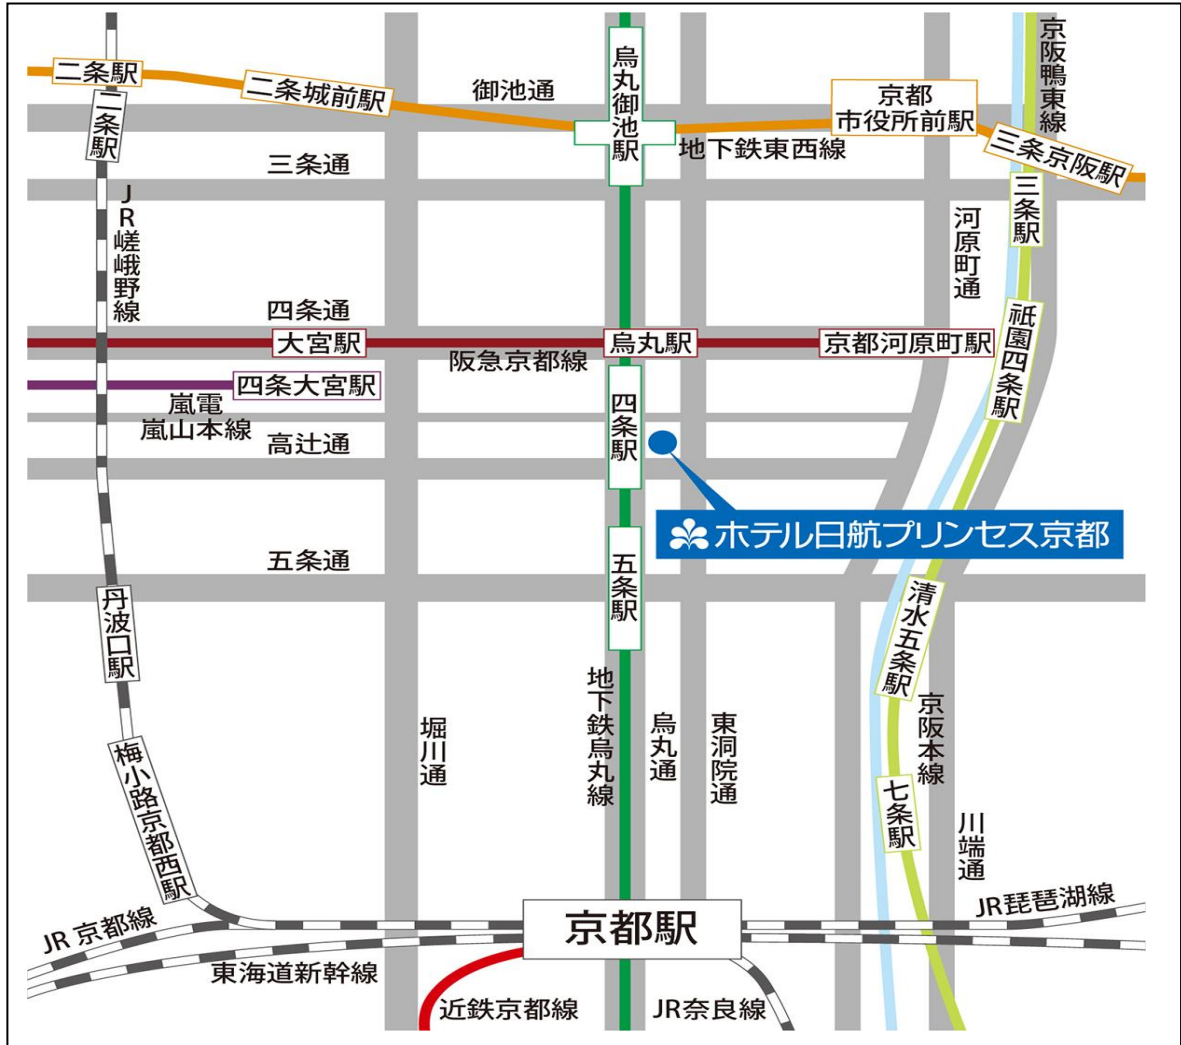 二条駅
二条駅
二条城前駅
御池通
烏丸御池駅
京都
市役所前駅
京阪鴨東線
三条通
地下鉄東西線
三条京阪駅
三条駅
JR嵯峨野線
河原町通
四条通
大宮駅
烏丸駅
京都河原町駅
祇園四条駅
阪急京都線
四条大宮駅
嵐電
嵐山本線
四条駅
高辻通
ホテル日航プリンセス京都
五条通
五条駅
清水五条駅
丹波口駅
地下鉄烏丸線
烏丸通
東洞院通
堀川通
京阪本線
梅小路京都西駅
七条駅
川端通
JR京都線
京都駅
JR琵琶湖線
東海道新幹線
近鉄京都線
JR奈良線